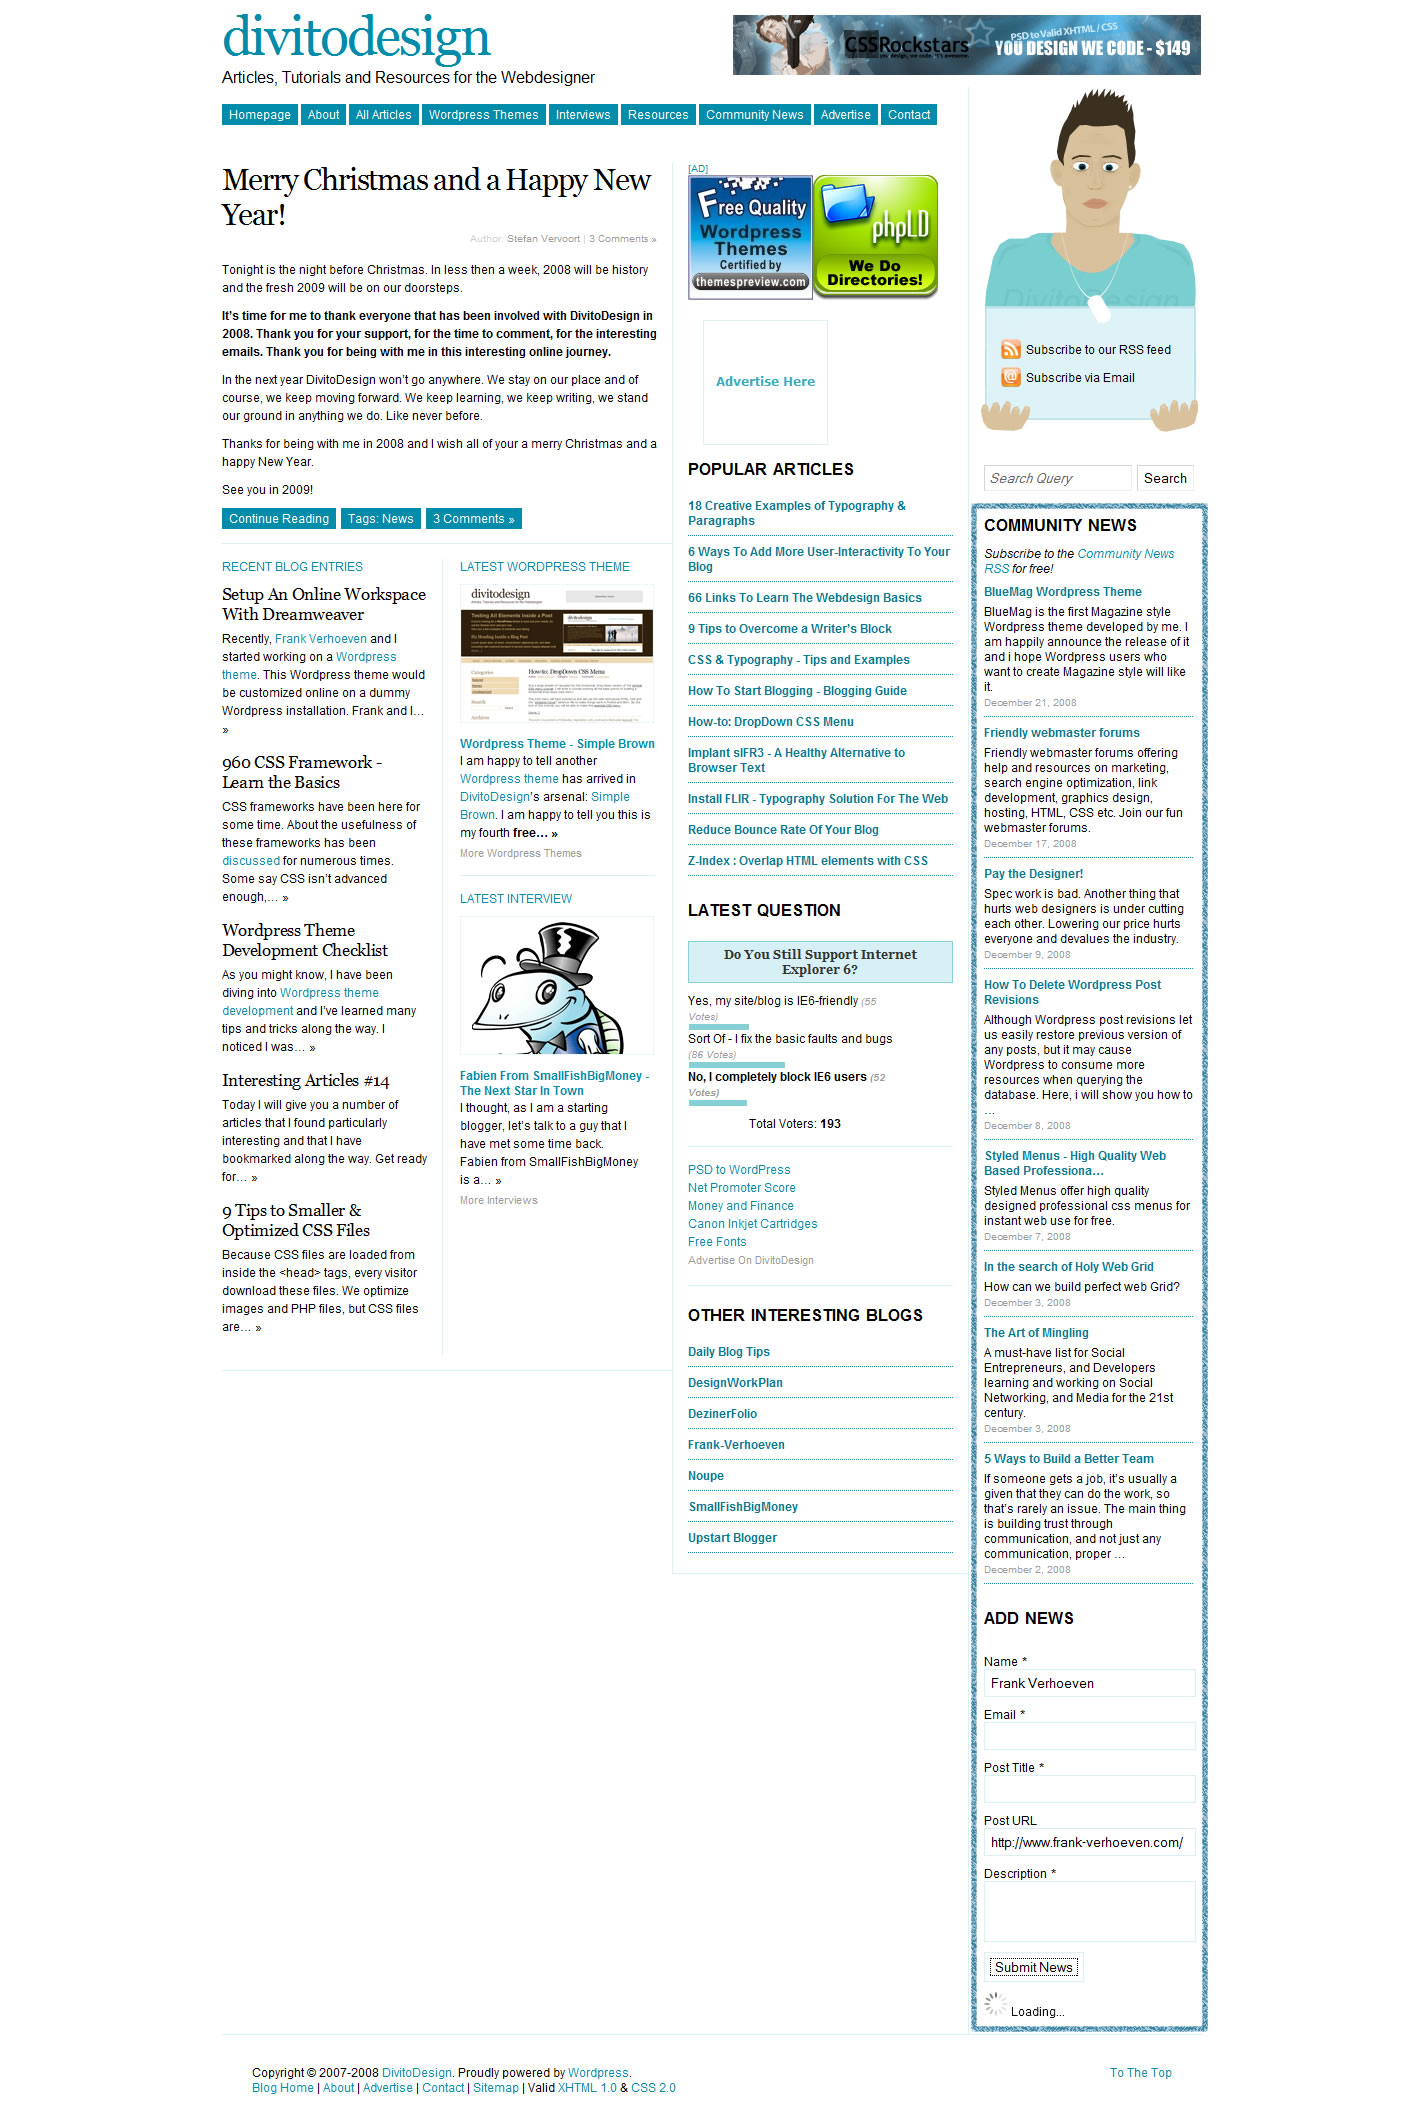 divitodesign
Articles, Tutorials and Resources for the Webdesigner
CSSRockstars
PSD to Valid XHTML / CSS
YOU DESIGN WE CODE - $149
Homepage
About
All Articles
Wordpress Themes
Interviews
Resources
Community News
Advertise
Contact
Merry Christmas and a Happy New
Year!
Author: Stefan Vervoort | 3 Comments »
Tonight is the night before Christmas. In less then a week, 2008 will be history
and the fresh 2009 will be on our doorsteps.
It's time for me to thank everyone that has been involved with DivitoDesign in
2008. Thank you for your support, for the time to comment, for the interesting
emails. Thank you for being with me in this interesting online journey.
In the next year DivitoDesign won't go anywhere. We stay on our place and of
course, we keep moving forward. We keep learning, we keep writing, we stand
our ground in anything we do. Like never before.
Thanks for being with me in 2008 and I wish all of your a merry Christmas and a
happy New Year.
See you in 2009!
Continue Reading
Tags: News
3 Comments »
RECENT BLOG ENTRIES
Setup An Online Workspace
With Dreamweaver
Recently, Frank Verhoeven and I
started working on a Wordpress
theme. This Wordpress theme would
be customized online on a dummy
Wordpress installation. Frank and I...
»
960 CSS Framework -
Learn the Basics
CSS frameworks have been here for
some time. About the usefulness of
these frameworks has been
discussed for numerous times.
Some say CSS isn't advanced
enough,... »
Wordpress Theme
Development Checklist
As you might know, I have been
diving into Wordpress theme
development and I've learned many
tips and tricks along the way. I
noticed I was... »
Interesting Articles #14
Today I will give you a number of
articles that I found particularly
interesting and that I have
bookmarked along the way. Get ready
for... »
9 Tips to Smaller &
Optimized CSS Files
Because CSS files are loaded from
inside the <head> tags, every visitor
download these files. We optimize
images and PHP files, but CSS files
are... »
LATEST WORDPRESS THEME
divitodesign
Testing All Elements inside a Post
How-to: DropDown CSS Menu
Categories
Search
Archives
Wordpress Theme - Simple Brown
I am happy to tell another
Wordpress theme has arrived in
DivitoDesign's arsenal: Simple
Brown. I am happy to tell you this is
my fourth free... »
More Wordpress Themes
LATEST INTERVIEW
Fabien From SmallFishBigMoney -
The Next Star In Town
I thought, as I am a starting
blogger, let's talk to a guy that I
have met some time back.
Fabien from SmallFishBigMoney
is a... »
More Interviews
[AD]
Free Quality
Wordpress
Themes
Certified by
themespreview.com
phpLD
We Do
Directories!
Advertise Here
POPULAR ARTICLES
18 Creative Examples of Typography &
Paragraphs
6 Ways To Add More User-Interactivity To Your
Blog
66 Links To Learn The Webdesign Basics
9 Tips to Overcome a Writer's Block
CSS & Typography - Tips and Examples
How To Start Blogging - Blogging Guide
How-to: DropDown CSS Menu
Implant sIFR3 - A Healthy Alternative to
Browser Text
Install FLIR - Typography Solution For The Web
Reduce Bounce Rate Of Your Blog
Z-Index : Overlap HTML elements with CSS
LATEST QUESTION
Do You Still Support Internet
Explorer 6?
Yes, my site/blog is IE6-friendly (55
Votes)
Sort Of - I fix the basic faults and bugs
(86 Votes)
No, I completely block IE6 users (52
Votes)
Total Voters: 193
PSD to WordPress
Net Promoter Score
Money and Finance
Canon Inkjet Cartridges
Free Fonts
Advertise On DivitoDesign
OTHER INTERESTING BLOGS
Daily Blog Tips
DesignWorkPlan
DezinerFolio
Frank-Verhoeven
Noupe
SmallFishBigMoney
Upstart Blogger
DivitoDesign
Subscribe to our RSS feed
Subscribe via Email
Search Query
Search
COMMUNITY NEWS
Subscribe to the Community News
RSS for free!
BlueMag Wordpress Theme
BlueMag is the first Magazine style
Wordpress theme developed by me. I
am happily announce the release of it
and i hope Wordpress users who
want to create Magazine style will like
it.
December 21, 2008
Friendly webmaster forums
Friendly webmaster forums offering
help and resources on marketing,
search engine optimization, link
development, graphics design,
hosting, HTML, CSS etc. Join our fun
webmaster forums.
December 17, 2008
Pay the Designer!
Spec work is bad. Another thing that
hurts web designers is under cutting
each other. Lowering our price hurts
everyone and devalues the industry.
December 9, 2008
How To Delete Wordpress Post
Revisions
Although Wordpress post revisions let
us easily restore previous version of
any posts, but it may cause
Wordpress to consume more
resources when querying the
database. Here, i will show you how to
...
December 8, 2008
Styled Menus - High Quality Web
Based Professiona...
Styled Menus offer high quality
designed professional css menus for
instant web use for free.
December 7, 2008
In the search of Holy Web Grid
How can we build perfect web Grid?
December 3, 2008
The Art of Mingling
A must-have list for Social
Entrepreneurs, and Developers
learning and working on Social
Networking, and Media for the 21st
century.
December 3, 2008
5 Ways to Build a Better Team
If someone gets a job, it's usually a
given that they can do the work, so
that's rarely an issue. The main thing
is building trust through
communication, and not just any
communication, proper ...
December 2, 2008
ADD NEWS
Name *
Frank Verhoeven
Email *
Post Title *
Post URL
http://www.frank-verhoeven.com/
Description *
Submit News
Loading...
Copyright © 2007-2008 DivitoDesign. Proudly powered by Wordpress.
Blog Home | About | Advertise | Contact | Sitemap | Valid XHTML 1.0 & CSS 2.0
To The Top